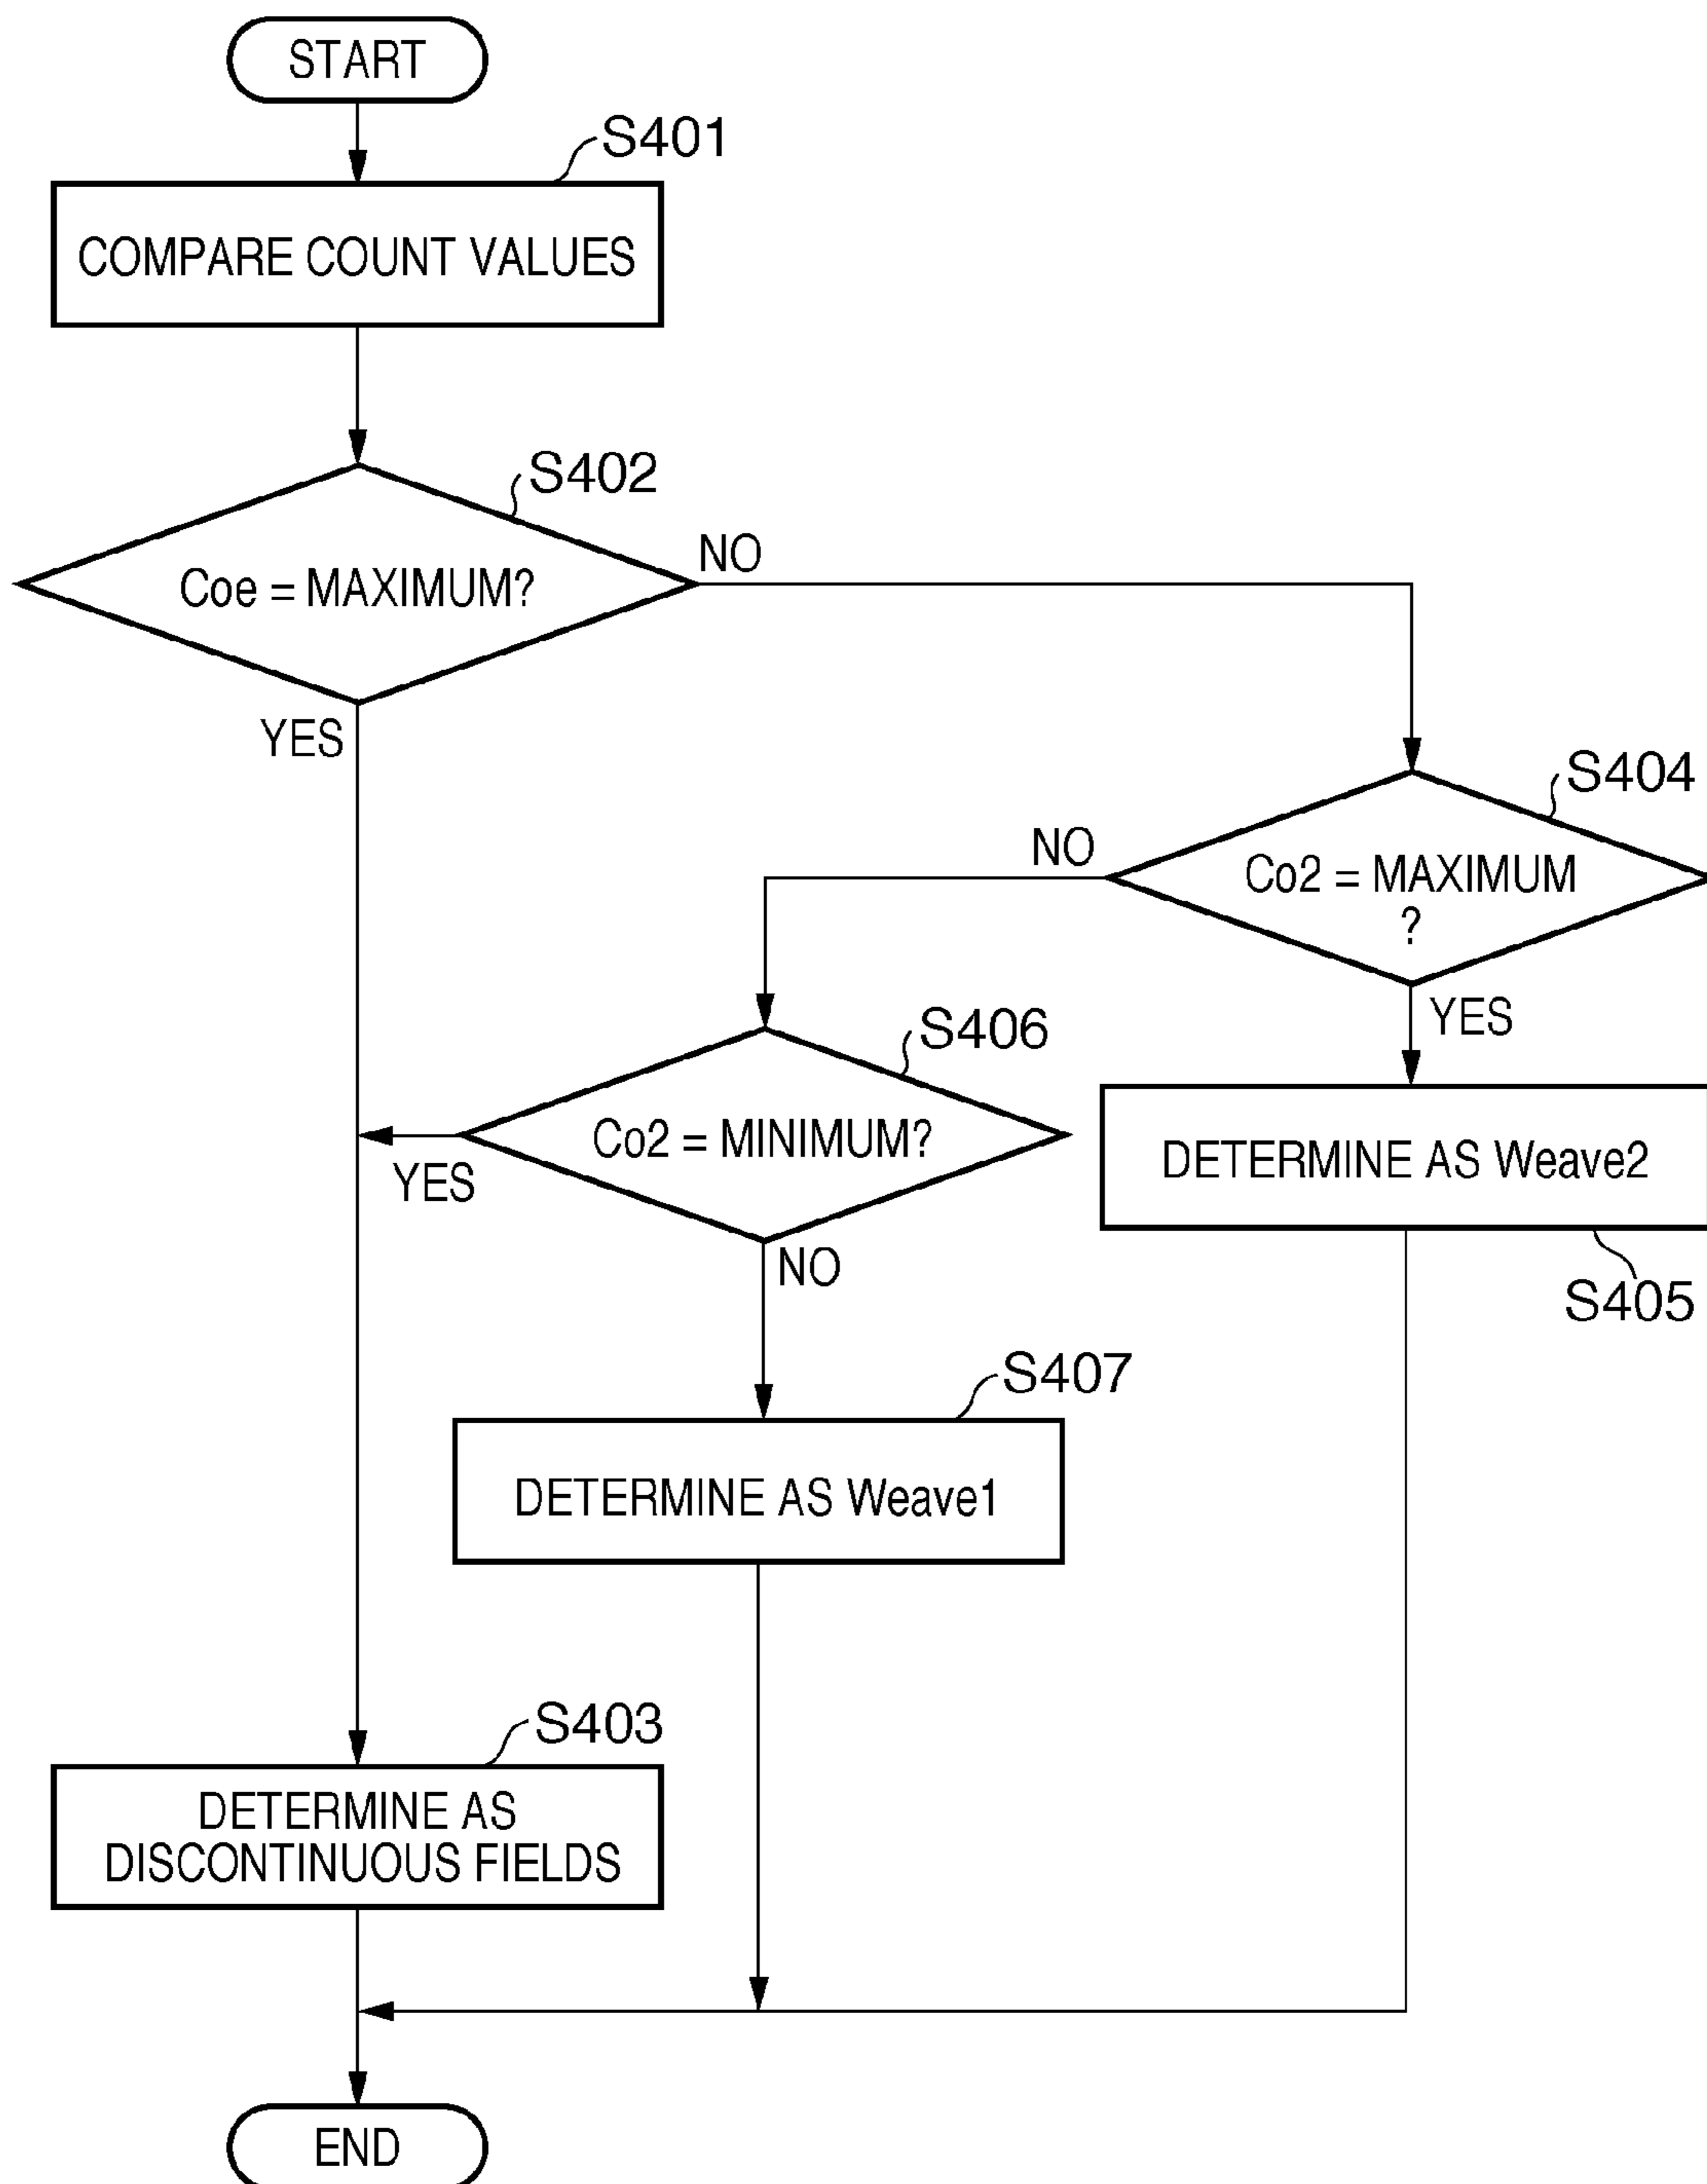 START
S401
COMPARE COUNT VALUES
S402
Coe = MAXIMUM?
NO
YES
S404
NO
Co2 = MAXIMUM
?
YES
S406
Co2 = MINIMUM?
YES
NO
DETERMINE AS Weave2
S405
S407
DETERMINE AS Weave1
S403
DETERMINE AS
DISCONTINUOUS FIELDS
END